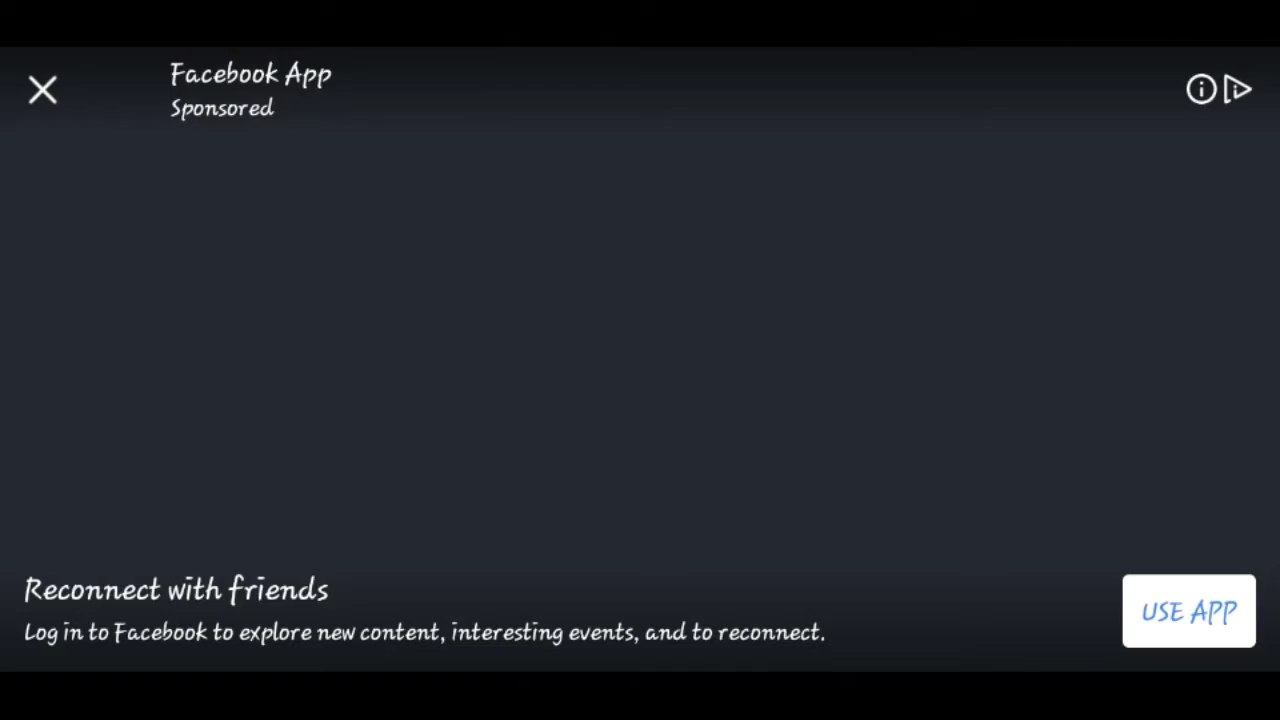 Facebook App
Sponsored
Reconnect with friends
Log in to Facebook to explore new content, interesting events, and to reconnect.
USE APP